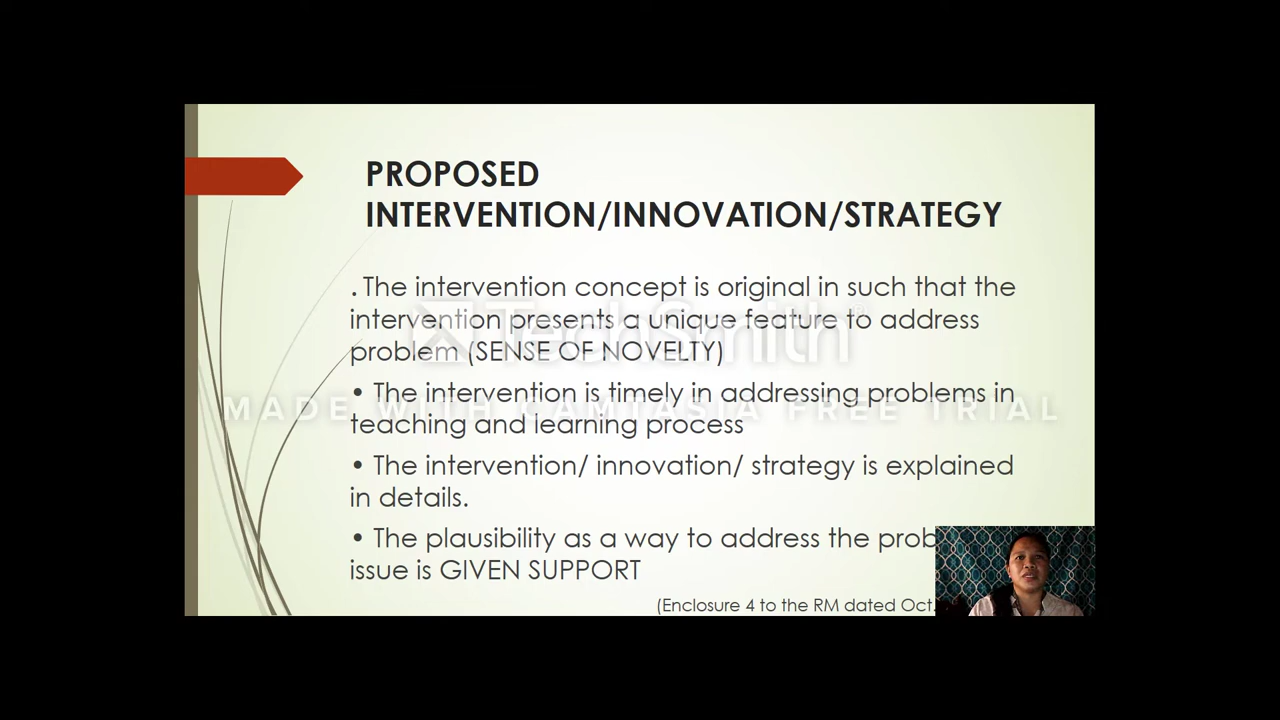 PROPOSED
INTERVENTION/INNOVATION/STRATEGY
. The intervention concept is original in such that the
intervention presents a unique feature to address
problem (SENSE OF NOVELTY)
• The intervention is timely in addressing problems in
teaching and learning process
• The intervention/ innovation/ strategy is explained
in details.
• The plausibility as a way to address the
issue is GIVEN SUPPORT
(Enclosure 4 to the RM dated Oct.
TechSmith®
MADE WITH CAMTASIA FREE TRIAL